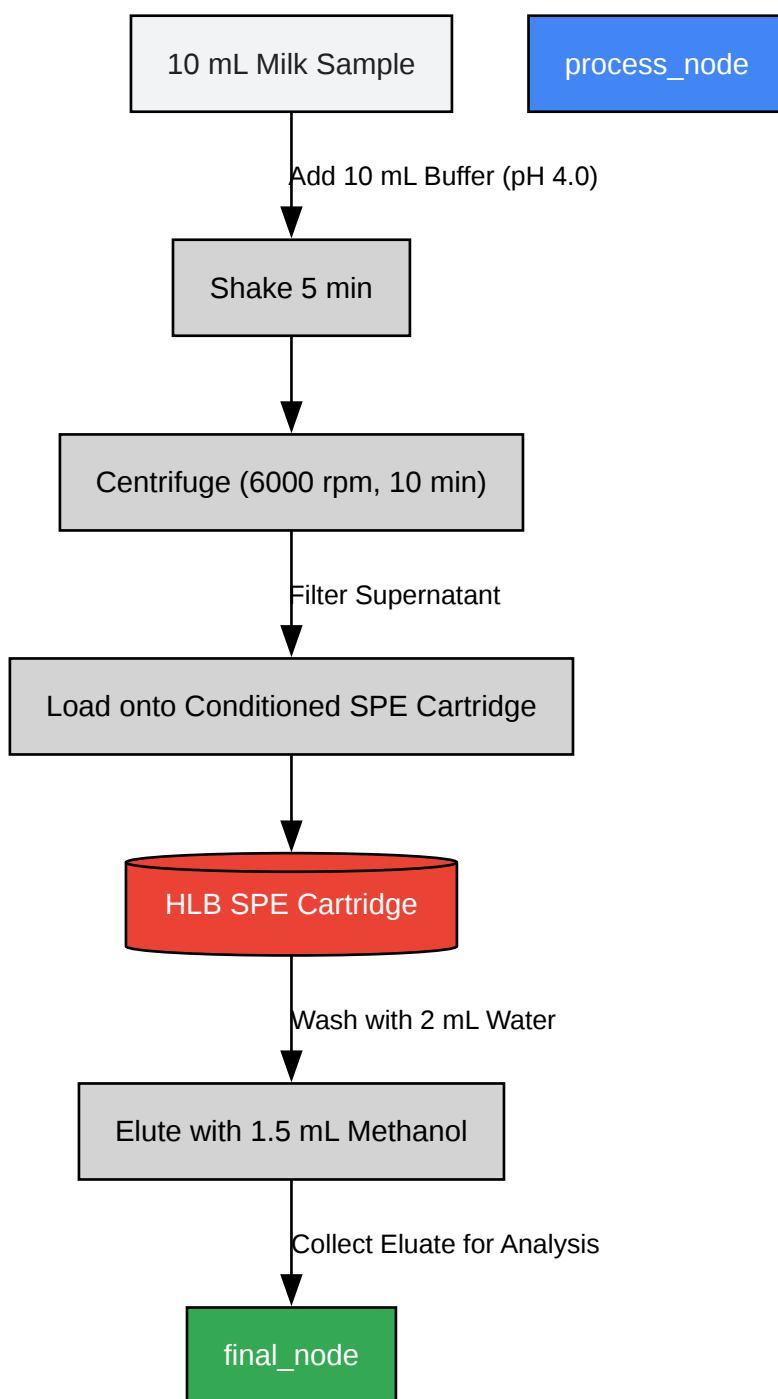 10 mL Milk Sample
process_node
Add 10 mL Buffer (pH 4.0)
Shake 5 min
Centrifuge (6000 rpm, 10 min)
Filter Supernatant
Load onto Conditioned SPE Cartridge
HLB SPE Cartridge
Wash with 2 mL Water
Elute with 1.5 mL Methanol
Collect Eluate for Analysis
final_node